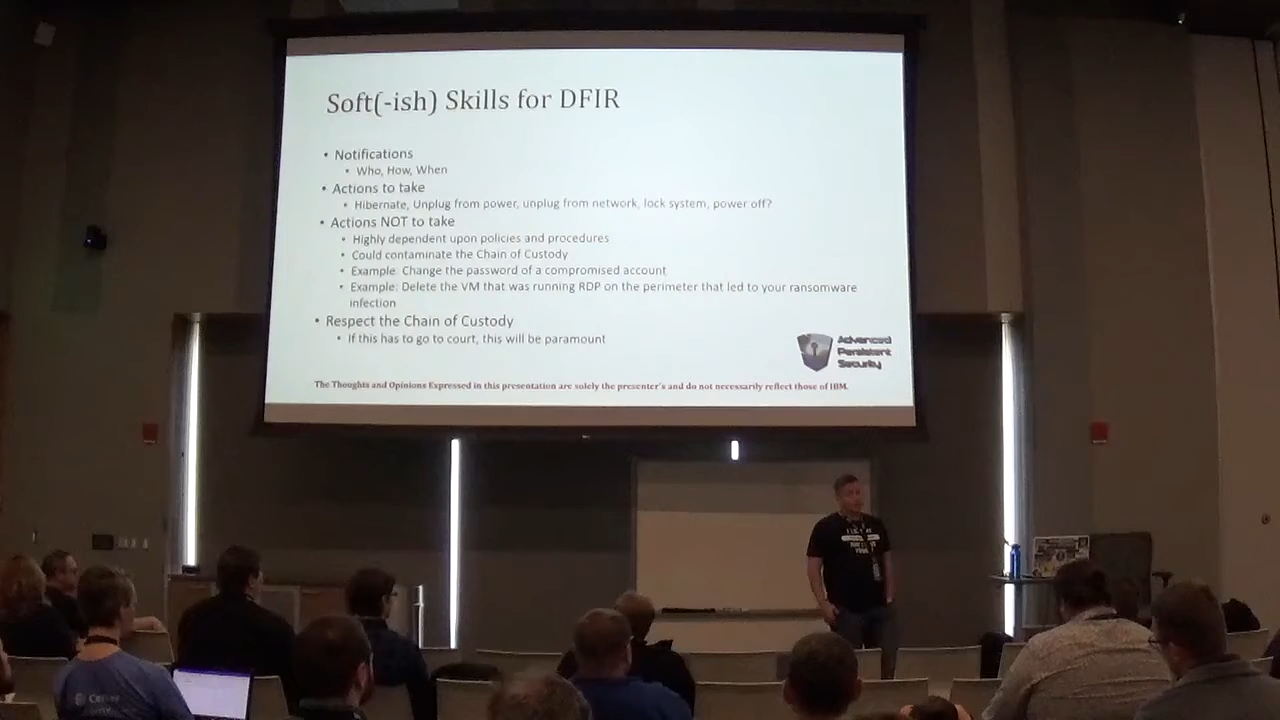 Soft(-ish) Skills for DFIR
• Notifications
• Who, How, When
• Actions to take
• Hibernate, Unplug from power, unplug from network, lock system, power off?
• Actions NOT to take
• Highly dependent upon policies and procedures
• Could contaminate the Chain of Custody
• Example: Change the password of a compromised account
• Example: Delete the VM that was running RDP on the perimeter that led to your ransomware
infection
• Respect the Chain of Custody
• If this has to go to court, this will be paramount
Advanced
Persistent
Security
The Thoughts and Opinions Expressed in this presentation are solely the presenter's and do not necessarily reflect those of IBM.